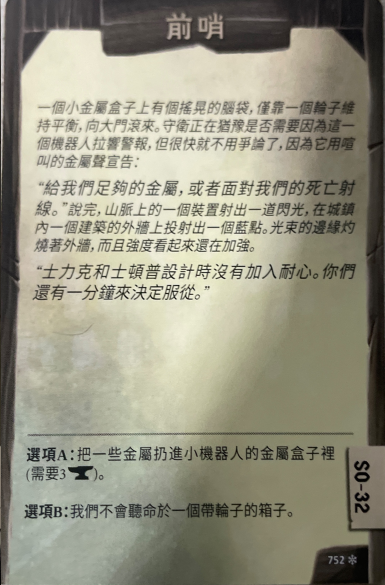 前哨
一個小金屬盒子上有個搖晃的腦袋，僅靠一個輪子維
持平衡，向大門滾來。守衛正在猶豫是否需要因為這一
個機器人拉響警報，但很快就不用爭論了，因為它用喧
叫的金屬聲宣告：
“給我們足夠的金屬，或者面對我們的死亡射
線。”說完，山脈上的一個裝置射出一道閃光，在城鎮
內一個建築的外牆上投射出一個藍點。光束的邊緣灼
燒著外牆，而且強度看起來還在加強。
“士力克和士頓普設計時沒有加入耐心。你們
還有一分鐘來決定服從。”
選項A：把一些金屬扔進小機器人的金屬盒子裡
(需要3)。
選項B：我們不會聽命於一個帶輪子的箱子。
SO-32
752